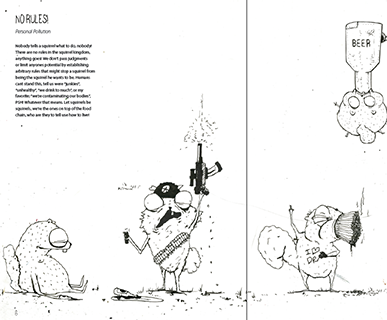 NO RULES!
Personal Pollution
Nobody tells a squirrel what to do, nobody!
There are no rules in the squirrel kingdom,
anything goes! We don't pass judgments
or limit anyones potential by establishing
arbitrary rules that might stop a squirrel from
being the squirrel he wants to be. Humans
cant stand this, tell us were "junkies",
"unhealthy", "we drink to much", or my
favorite; "we're contaminating our bodies".
PSH! Whatever that means. Let squirrels be
squirrels, we're the ones on top of the food
chain, who are they to tell use how to live!
BEER
I
DR